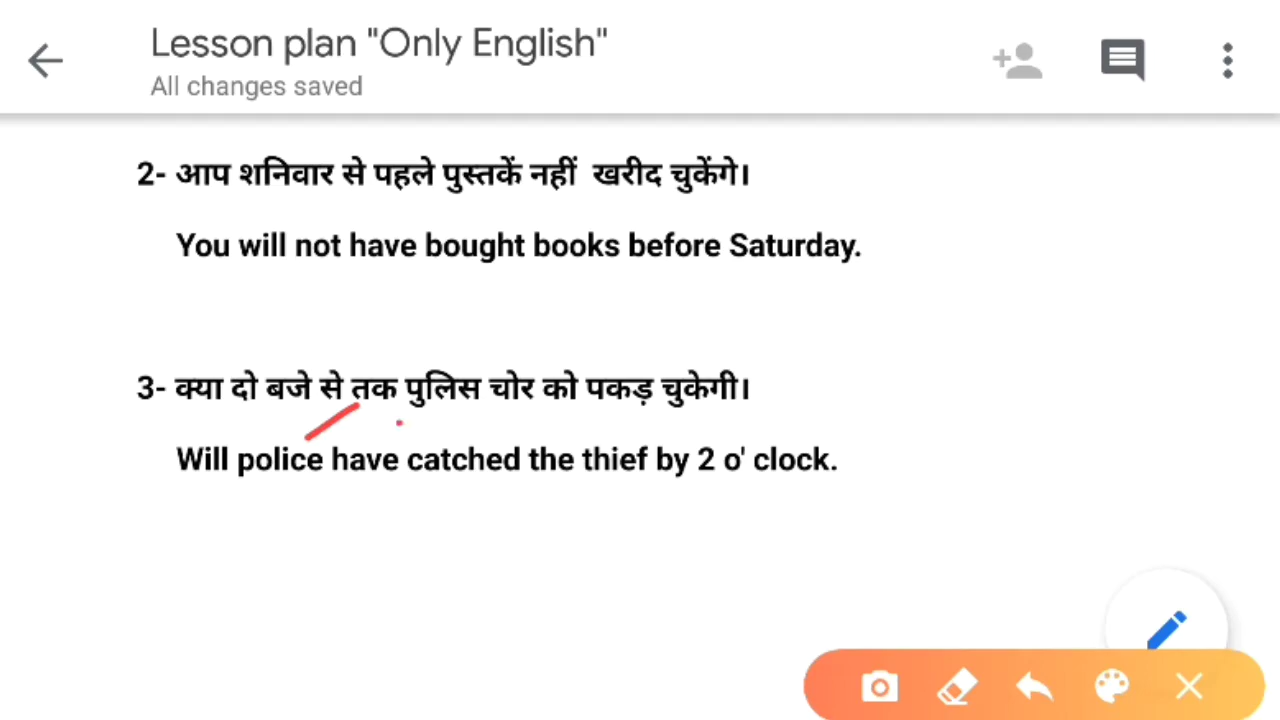 Lesson plan "Only English"
All changes saved
2- आप शनिवार से पहले पुस्तकें नहीं खरीद चुकेंगे।
You will not have bought books before Saturday.
3- क्या दो बजे से तक पुलिस चोर को पकड़ चुकेगी।
Will police have catched the thief by 2 o' clock.